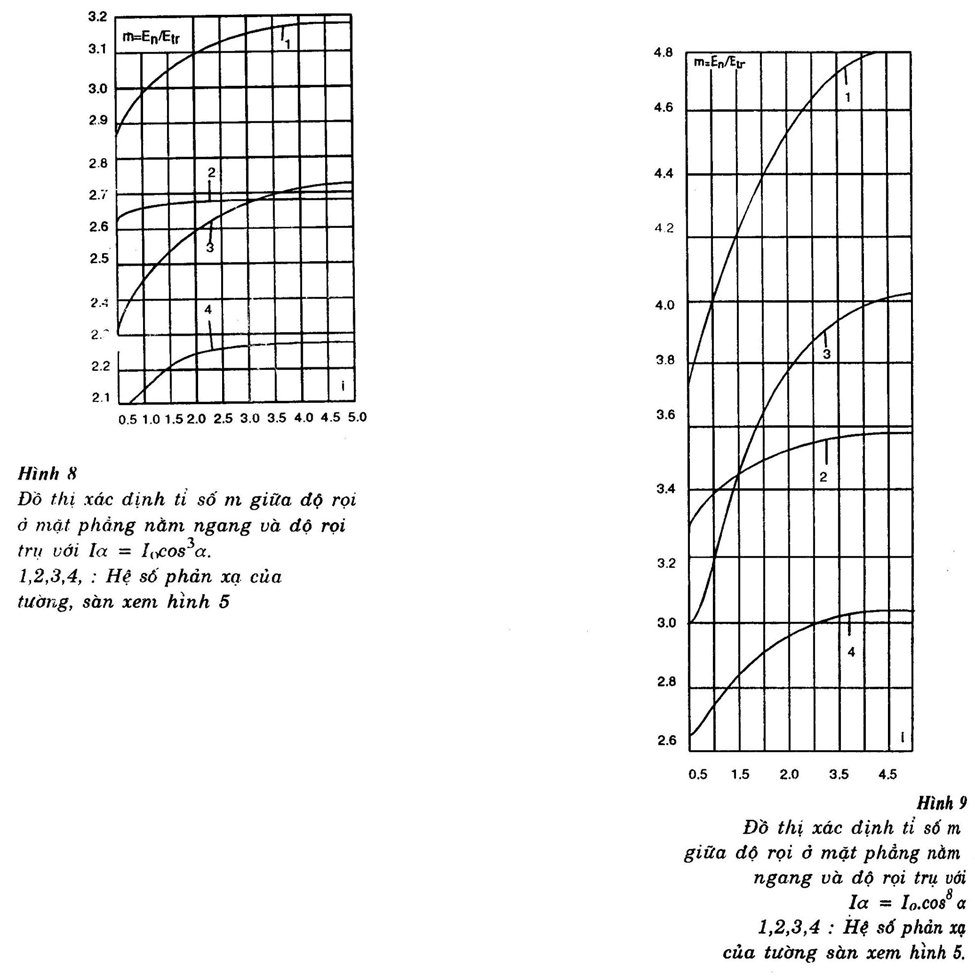 3.2
m=En/Etr
3.1
1
3.0
2.9
2.8
2
2.7
2.6
3
2.5
2.4
4
2.2
i
2.1
0.5 1.0 1.5 2.0 2.5 3.0 3.5 4.0 4.5 5.0
Hình 8
Đồ thị xác định tỉ số m giữa độ rọi
ở mặt phẳng nằm ngang và độ rọi
trụ với Iα = I₀cos³α.
1,2,3,4, : Hệ số phản xạ của
tường, sàn xem hình 5
4.8
m=En/Etr
1
4.6
4.4
4.2
4.0
3.8
3
3.6
2
3.4
3.2
3.0
4
2.8
2.6
i
0.5 1.5 2.0 3.5 4.5
Hình 9
Đồ thị xác định tỉ số m
giữa độ rọi ở mặt phẳng nằm
ngang và độ rọi trụ với
Iα = I₀.cos⁸ α
1,2,3,4 : Hệ số phản xạ
của tường sàn xem hình 5.